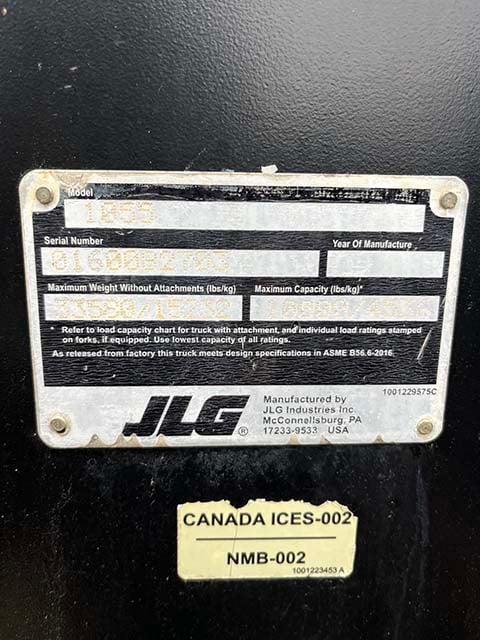 Model
1055
Serial Number
Year Of Manufacture
Maximum Weight Without Attachments (lbs/kg)
Maximum Capacity (lbs/kg)*
* Refer to load capacity chart for truck with attachment, and individual load ratings stamped
on forks, if equipped. Use lowest capacity of all ratings.
As released from factory this truck meets design specifications in ASME B56.6-2016.
1001229575C
JLG ®
Manufactured by
JLG Industries Inc.
McConnellsburg, PA
17233-9533 USA
CANADA ICES-002
NMB-002
1001223453 A